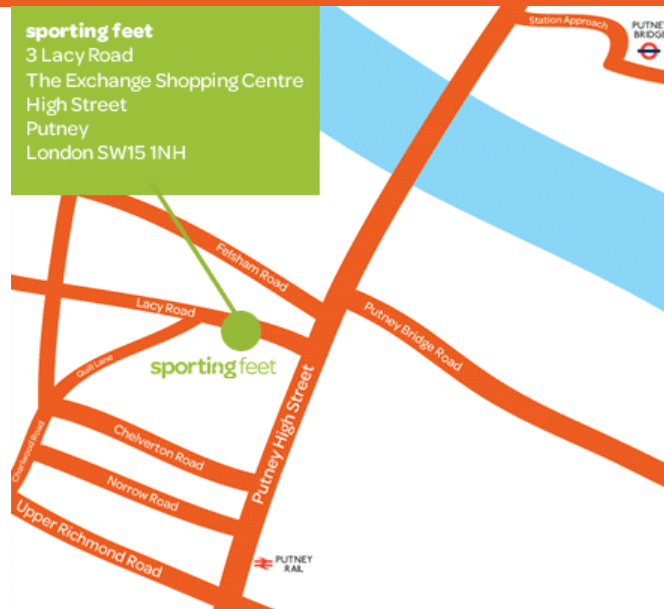 sporting feet
3 Lacy Road
The Exchange Shopping Centre
High Street
Putney
London SW15 1NH
Station Approach
PUTNEY
BRIDGE
Felsham Road
Lacy Road
Putney Bridge Road
sportingfeet
Quill Lane
Putney High Street
Charlwood Road
Chelverton Road
Norrow Road
Upper Richmond Road
PUTNEY
RAIL